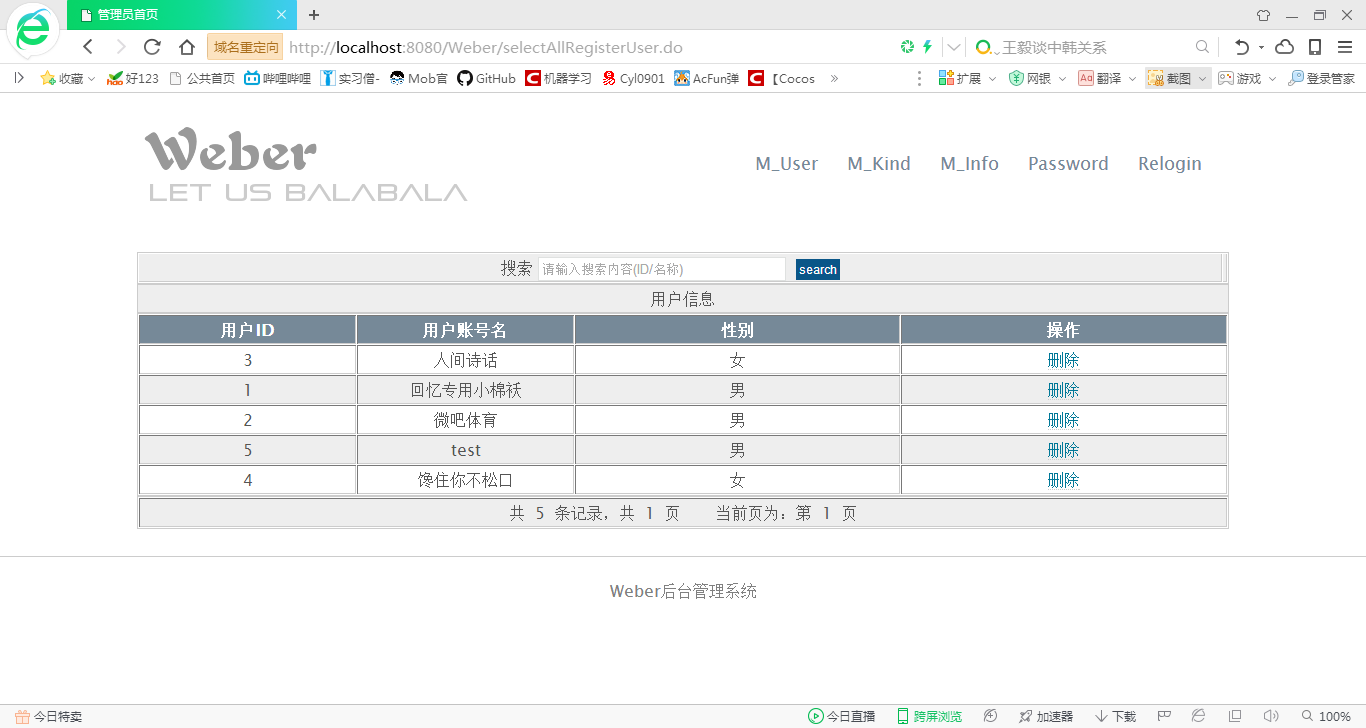 管理员首页
域名重定向 http://localhost:8080/Weber/selectAllRegisterUser.do 王毅谈中韩关系
收藏 好123 公共首页 哔哩哔哩 实习僧- Mob官 GitHub 机器学习 Cyl0901 AcFun弹 【Cocos » 扩展 网银 翻译 截图 游戏 登录管家
Weber
LET US BALABALA
M_User M_Kind M_Info Password Relogin
搜索 请输入搜索内容(ID/名称) search
用户信息
用户ID 用户账号名 性别 操作
3 人间诗话 女 删除
1 回忆专用小棉袄 男 删除
2 微吧体育 男 删除
5 test 男 删除
4 馋住你不松口 女 删除
共 5 条记录，共 1 页 当前页为：第 1 页
Weber后台管理系统
今日特卖 今日直播 跨屏浏览 加速器 下载 100%